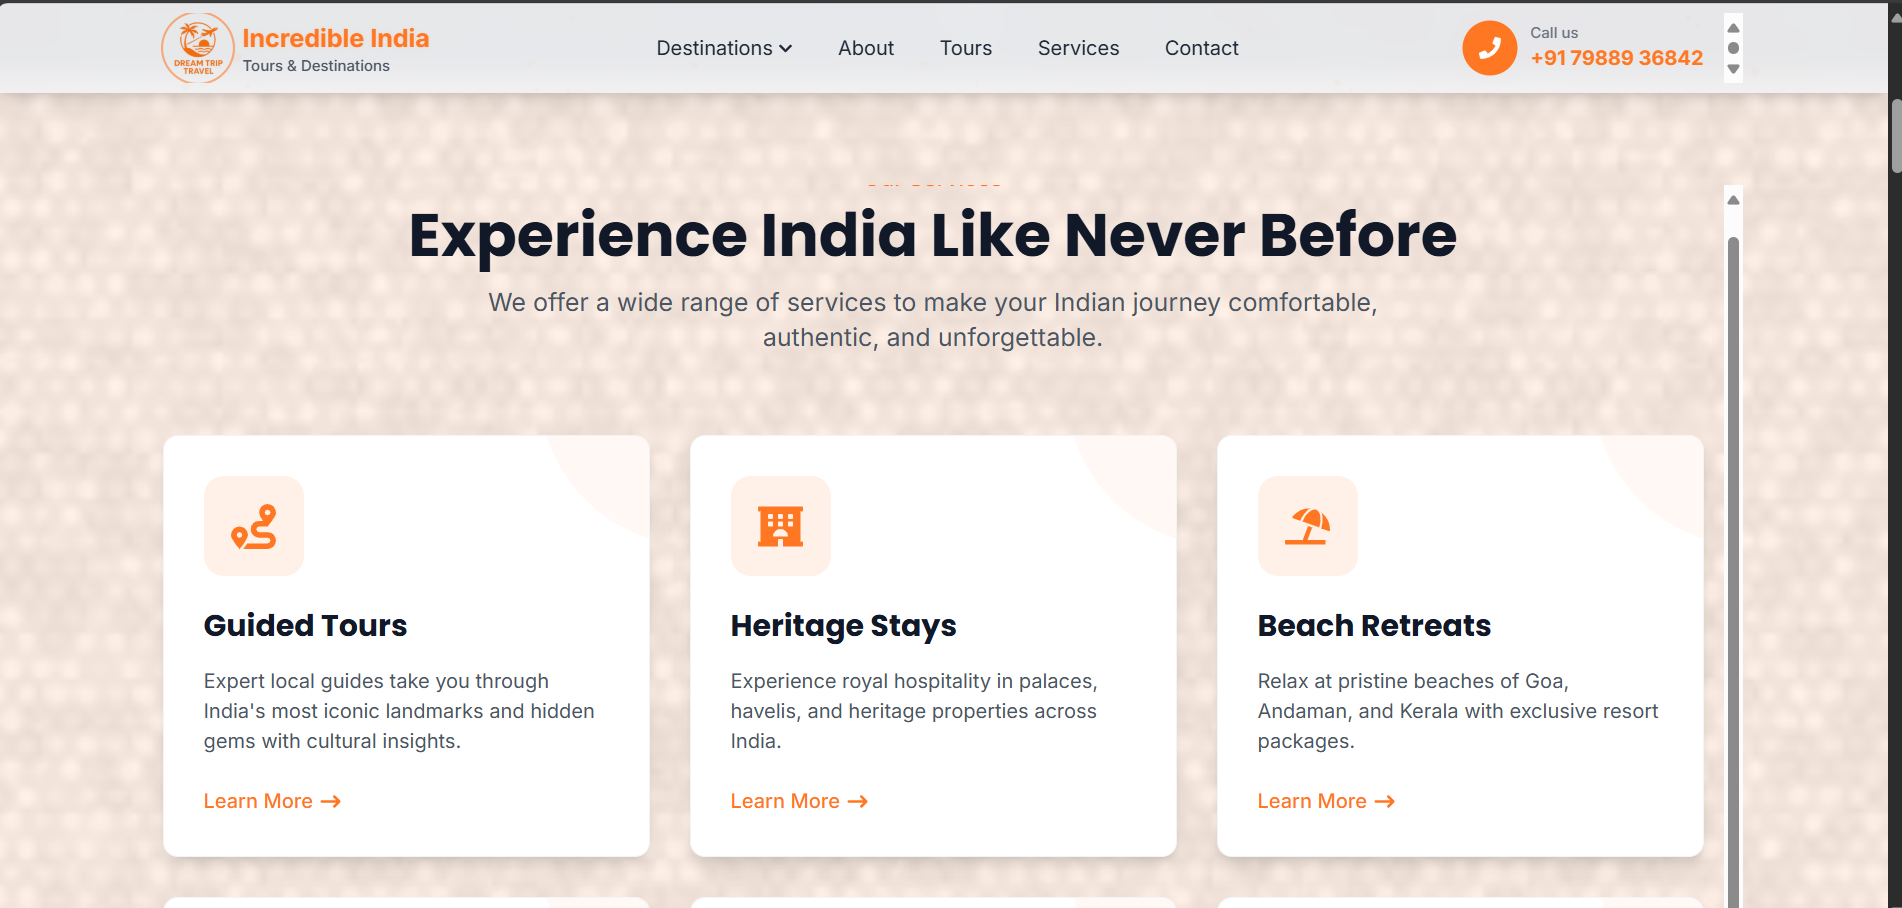 DREAM TRIP
TRAVEL
Incredible India
Tours & Destinations
Destinations
About
Tours
Services
Contact
Call us
+91 79889 36842
Experience India Like Never Before
We offer a wide range of services to make your Indian journey comfortable,
authentic, and unforgettable.
Guided Tours
Expert local guides take you through
India's most iconic landmarks and hidden
gems with cultural insights.
Learn More
Heritage Stays
Experience royal hospitality in palaces,
havelis, and heritage properties across
India.
Learn More
Beach Retreats
Relax at pristine beaches of Goa,
Andaman, and Kerala with exclusive resort
packages.
Learn More